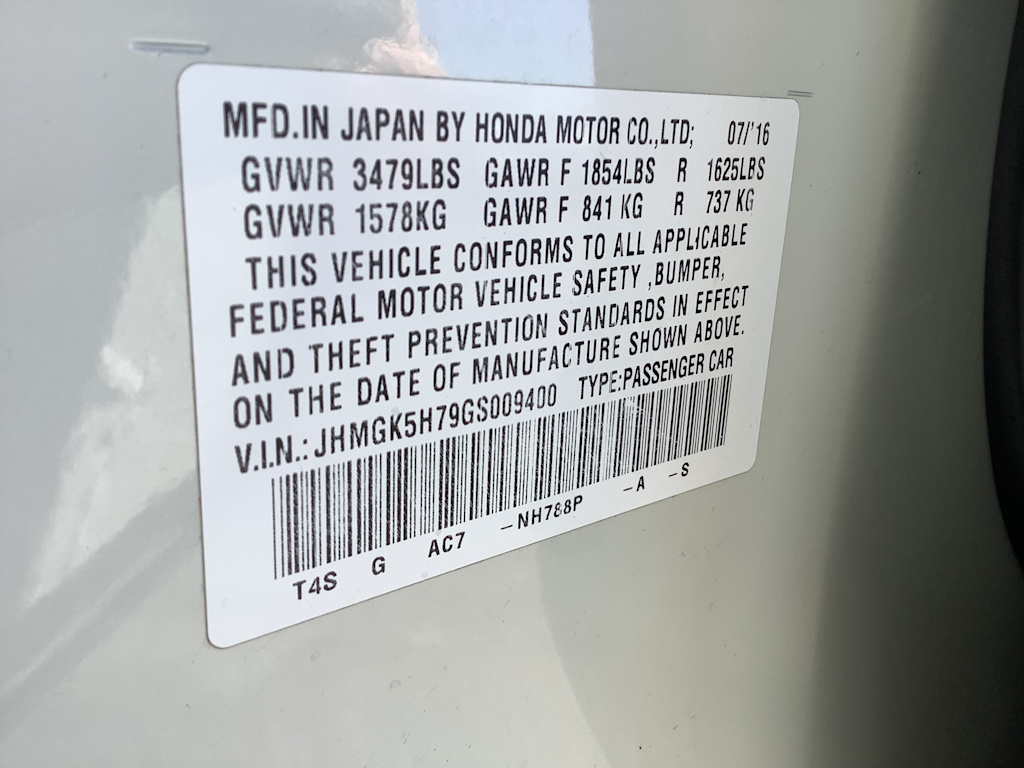 MFD.IN JAPAN BY HONDA MOTOR CO.,LTD; 07/'16
GVWR 3479LBS GAWR F 1854LBS R 1625LBS
GVWR 1578KG GAWR F 841 KG R 737 KG
THIS VEHICLE CONFORMS TO ALL APPLICABLE
FEDERAL MOTOR VEHICLE SAFETY ,BUMPER,
AND THEFT PREVENTION STANDARDS IN EFFECT
ON THE DATE OF MANUFACTURE SHOWN ABOVE.
V.I.N.: JHMGK5H79GS009400 TYPE:PASSENGER CAR
T4S G AC7 -NH788P -A -S